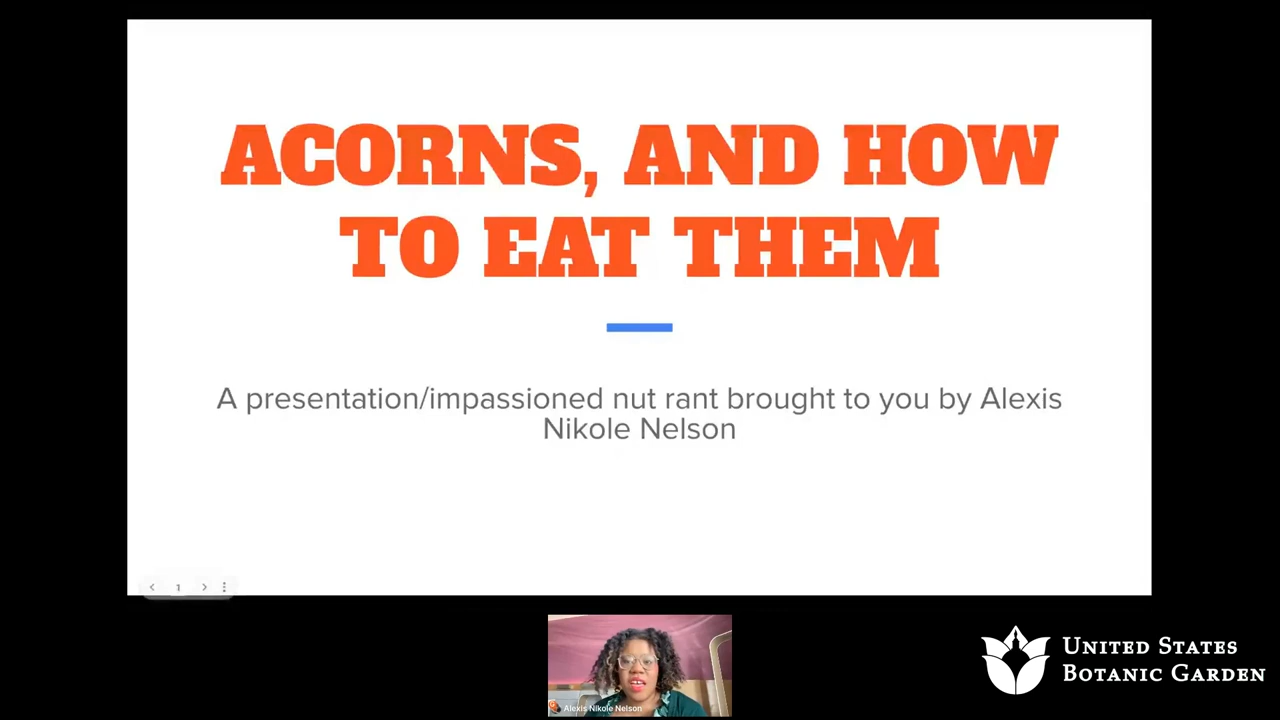 ACORNS, AND HOW
TO EAT THEM
A presentation/impassioned nut rant brought to you by Alexis
Nikole Nelson
1
Alexis Nikole Nelson
UNITED STATES
BOTANIC GARDEN